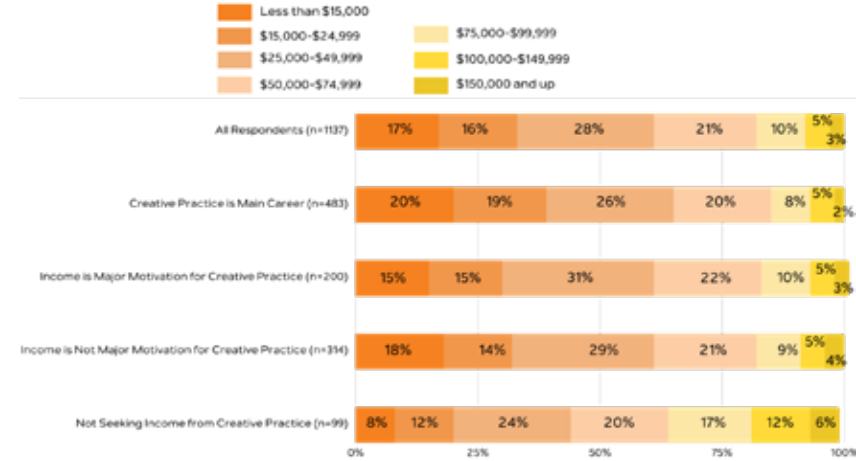 Less than $15,000
$15,000-$24,999
$25,000-$49,999
$50,000-$74,999
$75,000-$99,999
$100,000-$149,999
$150,000 and up
All Respondents (n=1137)
17% 16% 28% 21% 10% 5% 3%
Creative Practice is Main Career (n=483)
20% 19% 26% 20% 8% 5% 2%
Income is Major Motivation for Creative Practice (n=200)
15% 15% 31% 22% 10% 5% 3%
Income is Not Major Motivation for Creative Practice (n=314)
18% 14% 29% 21% 9% 5% 4%
Not Seeking Income from Creative Practice (n=99)
8% 12% 24% 20% 17% 12% 6%
0% 25% 50% 75% 100%